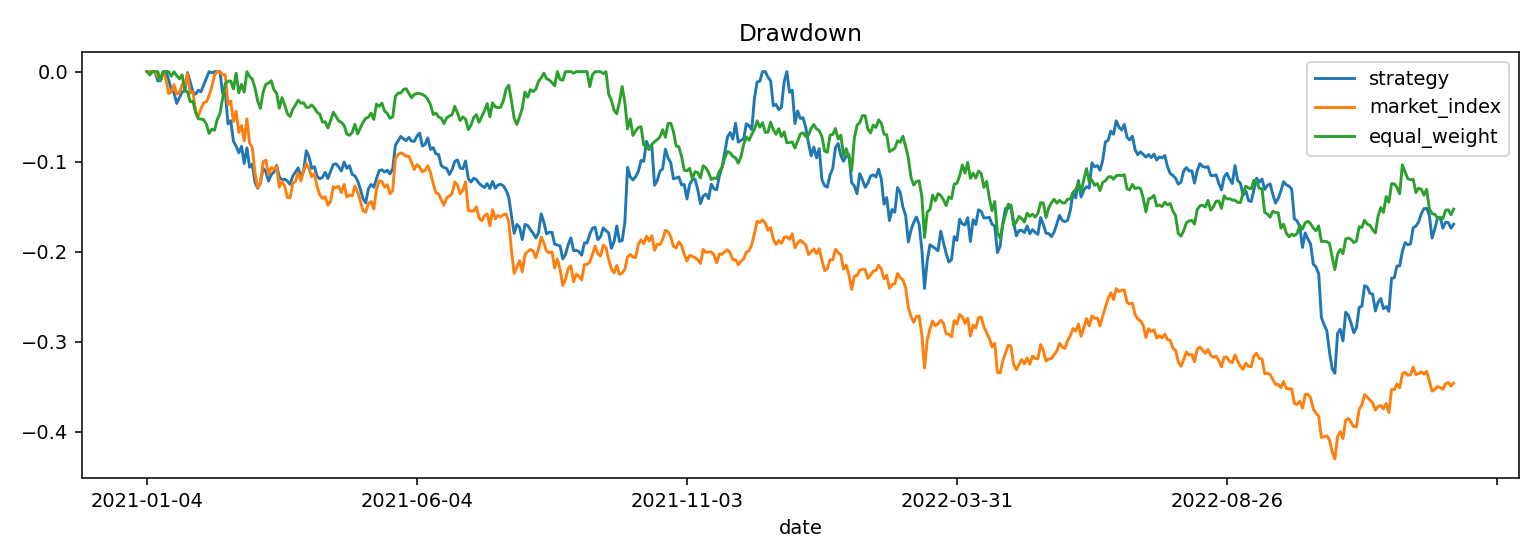 Drawdown
strategy
market_index
equal_weight
0.0
−0.1
−0.2
−0.3
−0.4
2021-01-04
2021-06-04
2021-11-03
2022-03-31
2022-08-26
date